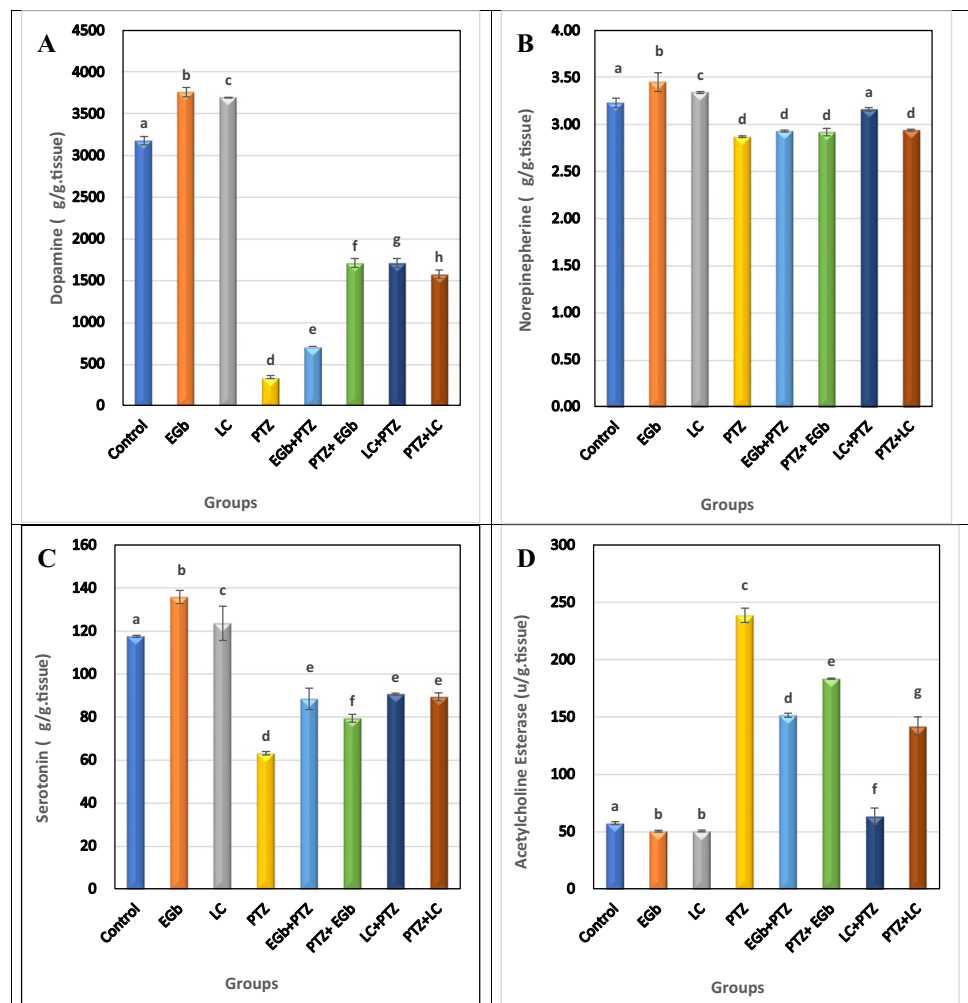 A
Dopamine ( g/g.tissue)
4500
4000
3500
3000
2500
2000
1500
1000
500
0
a
b
c
d
e
f
g
h
Control
EGb
LC
PTZ
EGb+PTZ
PTZ+ EGb
LC+PTZ
PTZ+LC
Groups
B
Norepinepherine ( g/g.tissue)
4.00
3.50
3.00
2.50
2.00
1.50
1.00
0.50
0.00
a
b
c
d
d
d
a
d
Control
EGb
LC
PTZ
EGb+PTZ
PTZ+ EGb
LC+PTZ
PTZ+LC
Groups
C
Serotonin ( g/g.tissue)
160
140
120
100
80
60
40
20
0
a
b
c
d
e
f
e
e
Control
EGb
LC
PTZ
EGb+PTZ
PTZ+ EGb
LC+PTZ
PTZ+LC
Groups
D
Acetylcholine Esterase (u/g.tissue)
300
250
200
150
100
50
0
a
b
b
c
d
e
f
g
Control
EGb
LC
PTZ
EGb+PTZ
PTZ+ EGb
LC+PTZ
PTZ+LC
Groups